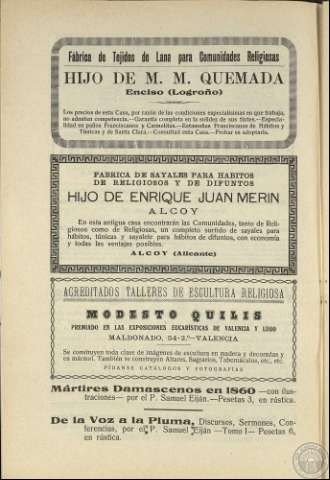 Fábrica de Tejidos de Lana para Comunidades Religiosas
HIJO DE M. M. QUEMADA
Enciso (Logroño)
Los precios de esta Casa, por razón de las condiciones especialísimas en que trabaja,
no admiten competencia.—Garantía completa en la solidez de sus tintes.—Especia-
lidad en paños Franciscanos y Carmelitas.—Estameñas Franciscanas de Hábitos y
Túnicas y de Santa Clara.—Consultad esta Casa.—Probar es adoptarla.
FABRICA DE SAYALES PARA HABITOS
DE RELIGIOSOS Y DE DIFUNTOS
HIJO DE ENRIQUE JUAN MERIN
ALCOY
En esta antigua casa encontrarán las Comunidades, tanto de Reli-
giosos como de Religiosas, un completo surtido de sayales para
hábitos, túnicas y sayalete para hábitos de difuntos, con economía
y todas las ventajas posibles.
ALCOY (Alicante)
ACREDITADOS TALLERES DE ESCULTURA RELIGIOSA
MODESTO QUILIS
PREMIADO EN LAS EXPOSICIONES EUCARÍSTICAS DE VALENCIA Y LUGO
MALDONADO, 34-2.º-VALENCIA
Se construyen toda clase de imágenes de escultura en madera y decoradas y
en mármol. También se construyen Altares, Sagrarios, Tabernáculos, etc., etc.
PÍDANSE CATÁLOGOS Y FOTOGRAFÍAS
Mártires Damascenos en 1860 —con ilus-
traciones— por el P. Samuel Eiján.—Pesetas 3, en rústica.
De la Voz a la Pluma, Discursos, Sermones, Con-
ferencias, por el P. Samuel Eiján —Tomo I— Pesetas 6,
en rústica.